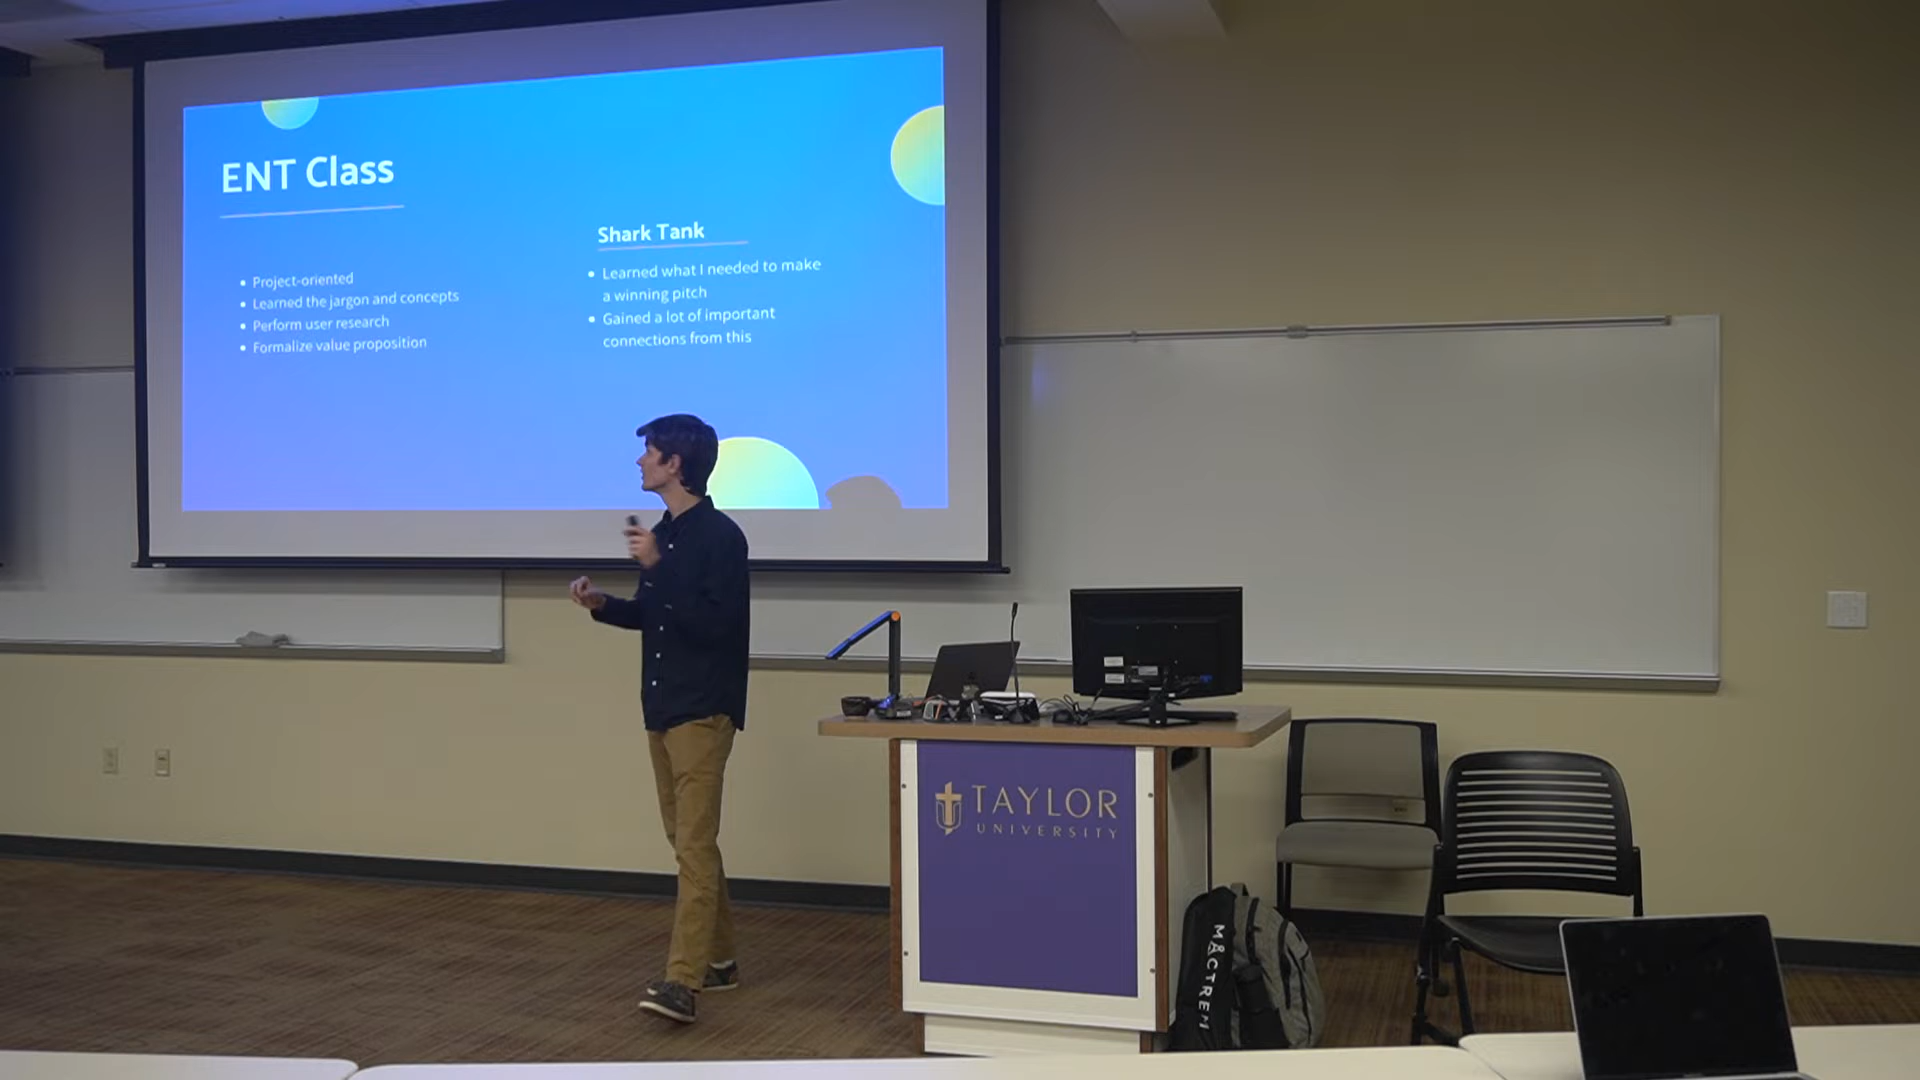 ENT Class
• Project-oriented
• Learned the jargon and concepts
• Perform user research
• Formalize value proposition
Shark Tank
• Learned what I needed to make
a winning pitch
• Gained a lot of important
connections from this
TAYLOR
UNIVERSITY